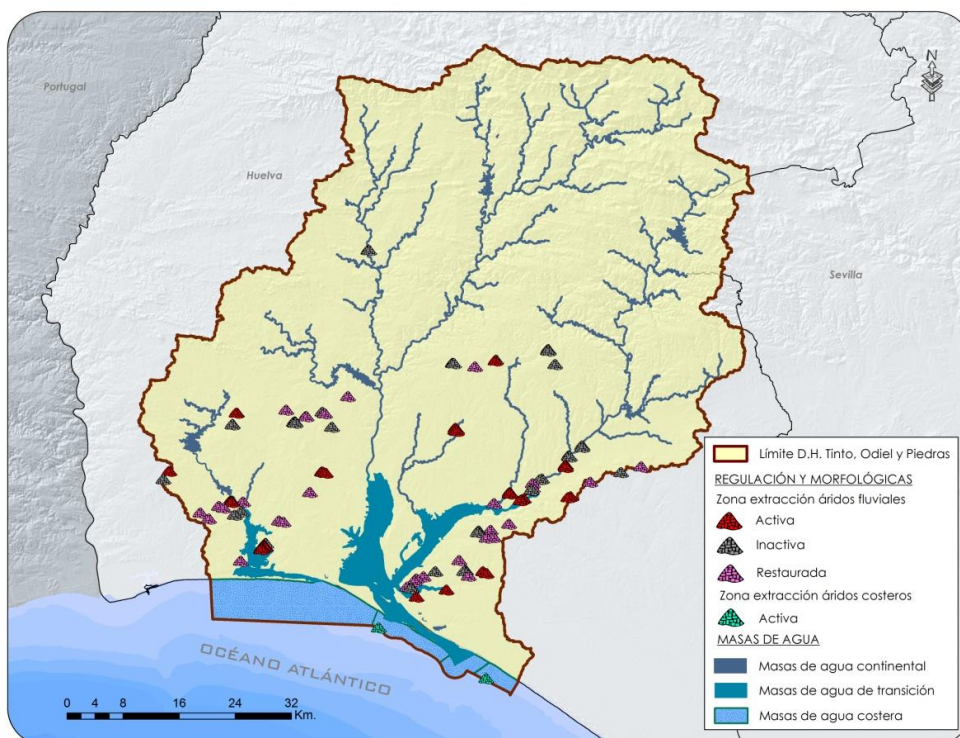 Portugal
N
Huelva
Sevilla
OCÉANO ATLÁNTICO
0 4 8 16 24 32
Km.
Límite D.H. Tinto, Odiel y Piedras
REGULACIÓN Y MORFOLÓGICAS
Zona extracción áridos fluviales
Activa
Inactiva
Restaurada
Zona extracción áridos costeros
Activa
MASAS DE AGUA
Masas de agua continental
Masas de agua de transición
Masas de agua costera